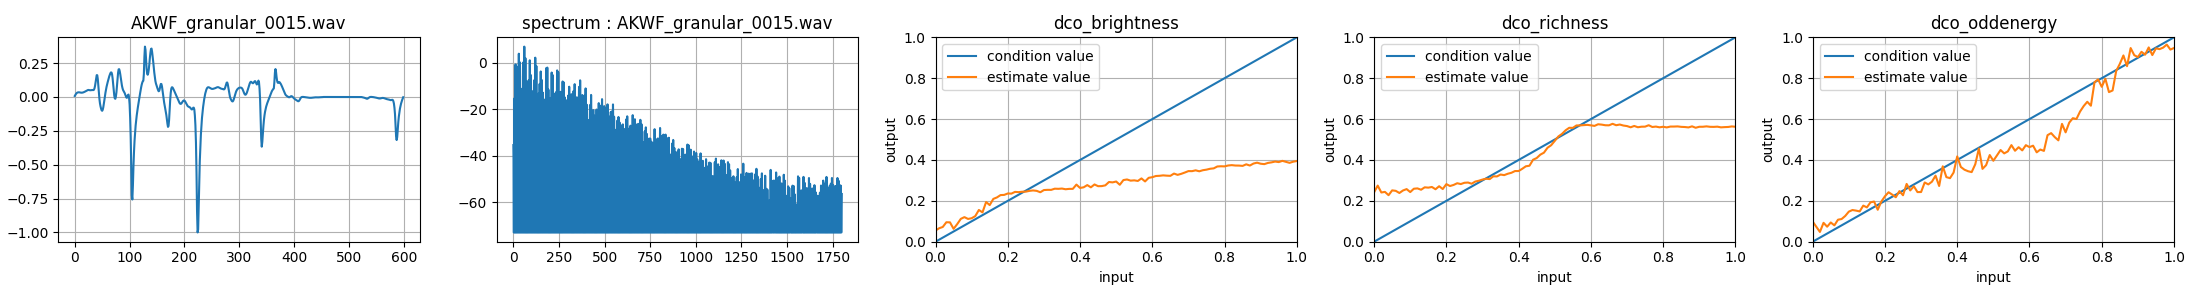 AKWF_granular_0015.wav
0.25
0.00
−0.25
−0.50
−0.75
−1.00
0 100 200 300 400 500 600
spectrum : AKWF_granular_0015.wav
0
−20
−40
−60
0 250 500 750 1000 1250 1500 1750
dco_brightness
condition value
estimate value
output
1.0
0.8
0.6
0.4
0.2
0.0
0.0 0.2 0.4 0.6 0.8 1.0
input
dco_richness
condition value
estimate value
output
1.0
0.8
0.6
0.4
0.2
0.0
0.0 0.2 0.4 0.6 0.8 1.0
input
dco_oddenergy
condition value
estimate value
output
1.0
0.8
0.6
0.4
0.2
0.0
0.0 0.2 0.4 0.6 0.8 1.0
input